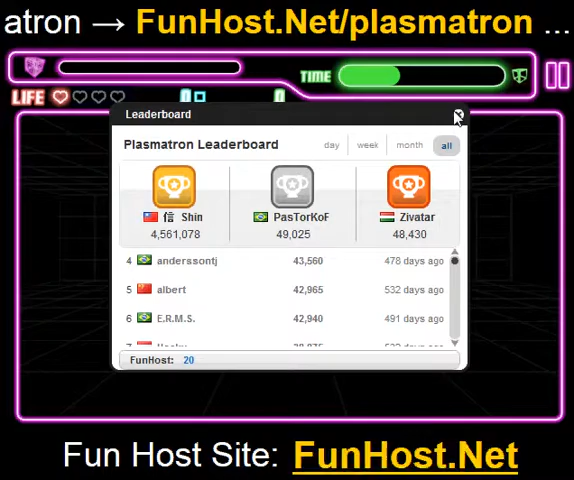 atron → FunHost.Net/plasmatron ...
TIME
LIFE
0 0
Leaderboard
Plasmatron Leaderboard day week month all
信 Shin PasTorKoF Zivatar
4,561,078 49,025 48,430
4 anderssontj 43,560 478 days ago
5 albert 42,965 532 days ago
6 E.R.M.S. 42,940 491 days ago
FunHost: 20
Fun Host Site: FunHost.Net